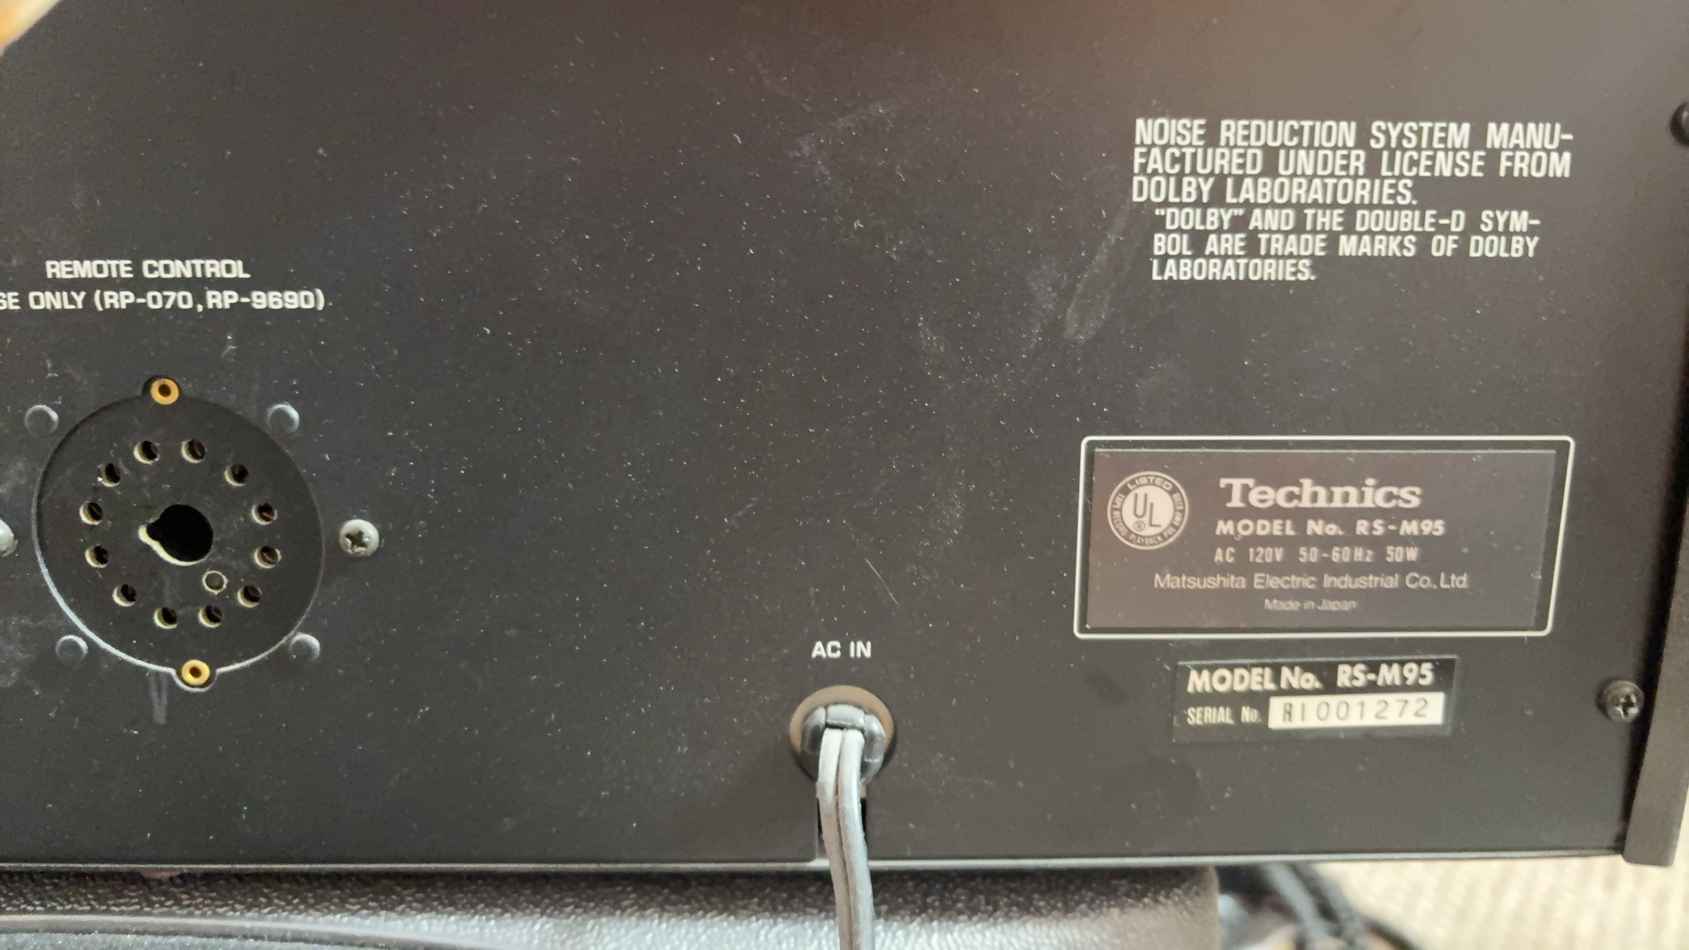 NOISE REDUCTION SYSTEM MANU-
FACTURED UNDER LICENSE FROM
DOLBY LABORATORIES.
"DOLBY" AND THE DOUBLE-D SYM-
BOL ARE TRADE MARKS OF DOLBY
LABORATORIES.
REMOTE CONTROL
ONLY (RP-070, RP-9690)
LISTED
UL
Technics
MODEL No. RS-M95
AC 120V 50-60Hz 50W
Matsushita Electric Industrial Co., Ltd.
Made in Japan
AC IN
MODEL No. RS-M95
SERIAL No. RI001272